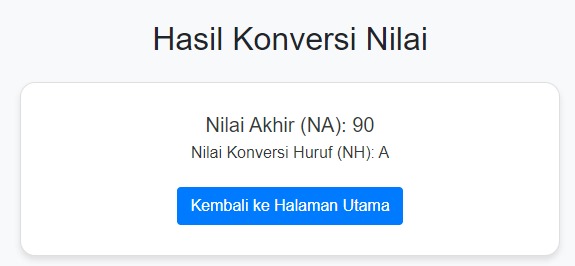 Hasil Konversi Nilai
Nilai Akhir (NA): 90
Nilai Konversi Huruf (NH): A
Kembali ke Halaman Utama